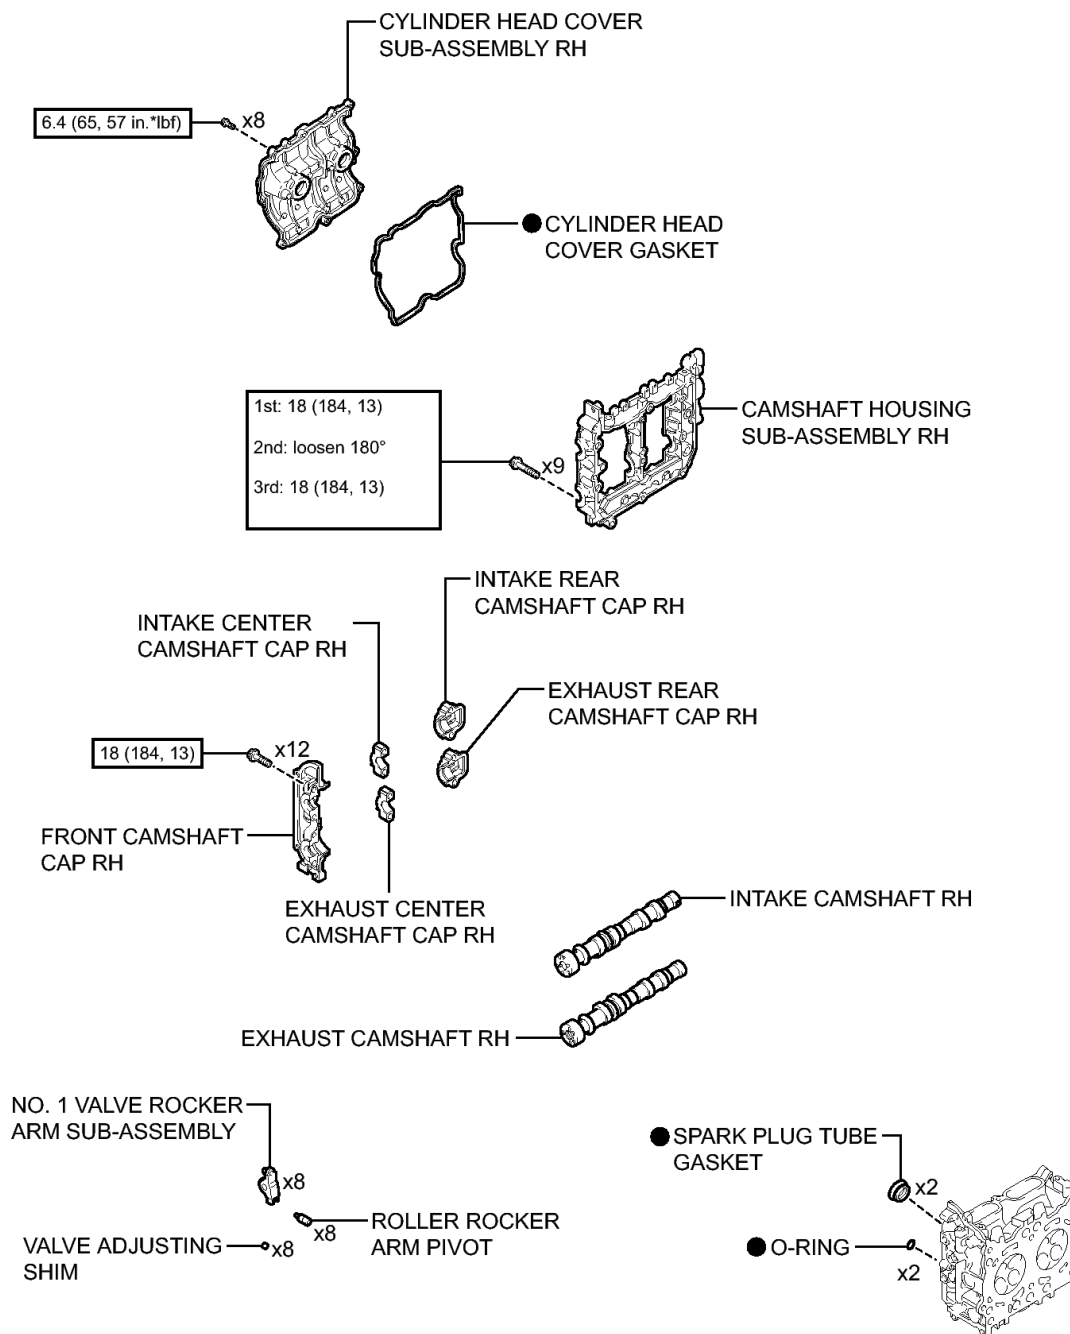 CYLINDER HEAD COVER
SUB-ASSEMBLY RH
6.4 (65, 57 in.*lbf)
x8
CYLINDER HEAD
COVER GASKET
1st: 18 (184, 13)
2nd: loosen 180°
3rd: 18 (184, 13)
x9
CAMSHAFT HOUSING
SUB-ASSEMBLY RH
INTAKE REAR
CAMSHAFT CAP RH
INTAKE CENTER
CAMSHAFT CAP RH
EXHAUST REAR
CAMSHAFT CAP RH
18 (184, 13)
x12
FRONT CAMSHAFT
CAP RH
EXHAUST CENTER
CAMSHAFT CAP RH
INTAKE CAMSHAFT RH
EXHAUST CAMSHAFT RH
NO. 1 VALVE ROCKER
ARM SUB-ASSEMBLY
x8
x8
ROLLER ROCKER
ARM PIVOT
VALVE ADJUSTING
SHIM
x8
SPARK PLUG TUBE
GASKET
x2
O-RING
x2